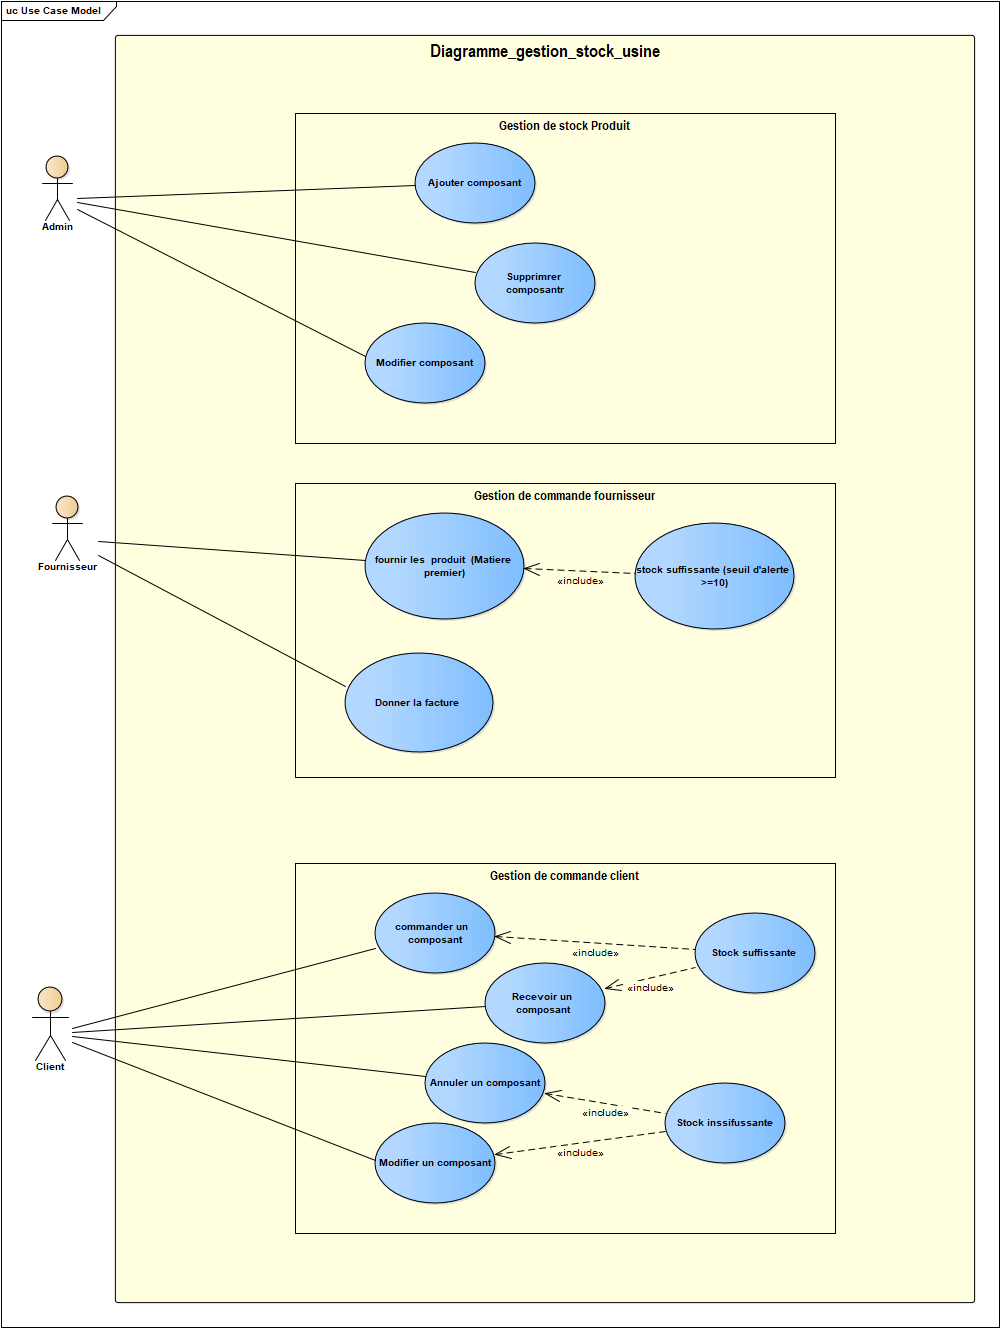 uc Use Case Model
Diagramme_gestion_stock_usine
Gestion de stock Produit
Ajouter composant
Admin
Supprimrer
composantr
Modifier composant
Gestion de commande fournisseur
fournir les produit (Matiere
premier)
stock suffissante (seuil d'alerte
>=10)
«include»
Fournisseur
Donner la facture
Gestion de commande client
commander un
composant
Stock suffissante
«include»
«include»
Recevoir un
composant
Client
Annuler un composant
«include»
Stock inssifussante
«include»
Modifier un composant